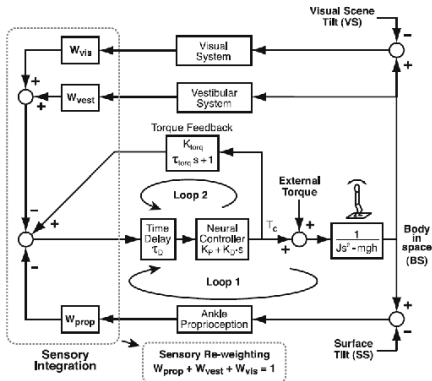 Visual Scene
Tilt (VS)
W_vis
Visual
System
W_vest
Vestibular
System
Torque Feedback
K_torq
τ_torq s + 1
Loop 2
External
Torque
Time
Delay
τ_D
Neural
Controller
K_P + K_D·s
T_C
1
Js² - mgh
Body
in
space
(BS)
Loop 1
W_prop
Ankle
Proprioception
Sensory
Integration
Surface
Tilt (SS)
Sensory Re-weighting
W_prop + W_vest + W_vis = 1